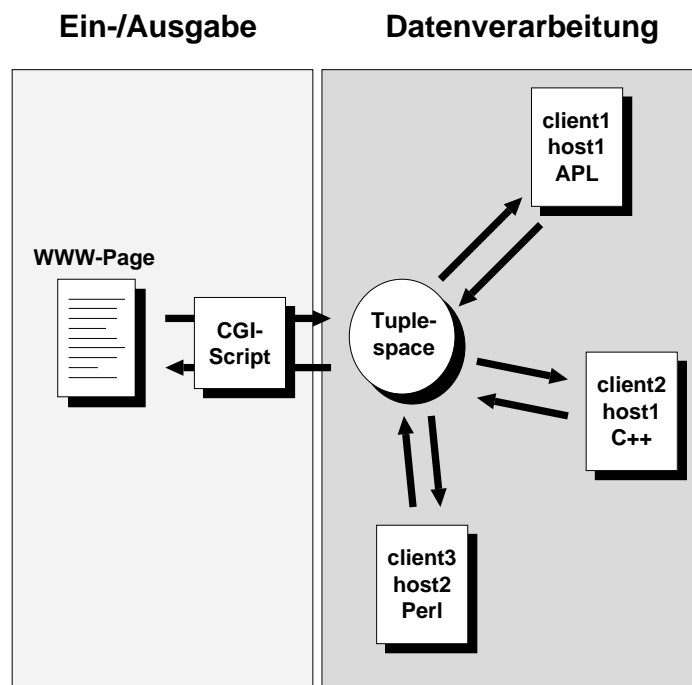 Ein-/Ausgabe
Datenverarbeitung
client1
host1
APL
WWW-Page
CGI-
Script
Tuple-
space
client2
host1
C++
client3
host2
Perl